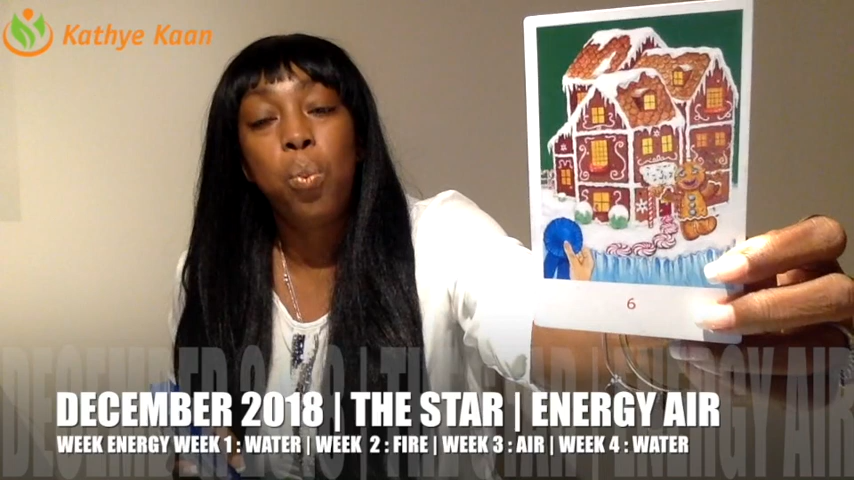 Kathye Kaan
6
DECEMBER 2018 | THE STAR | ENERGY AIR
WEEK ENERGY WEEK 1 : WATER | WEEK 2 : FIRE | WEEK 3 : AIR | WEEK 4 : WATER